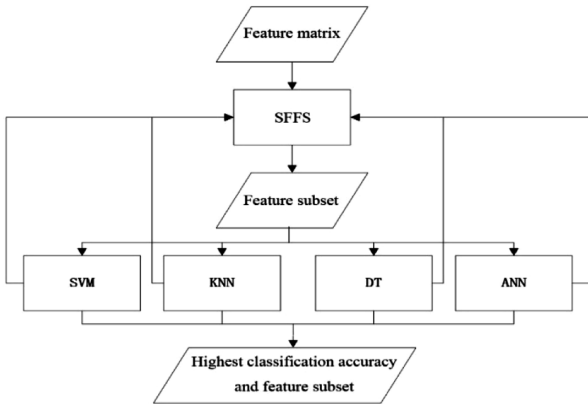 Feature matrix
SFFS
Feature subset
SVM
KNN
DT
ANN
Highest classification accuracy
and feature subset